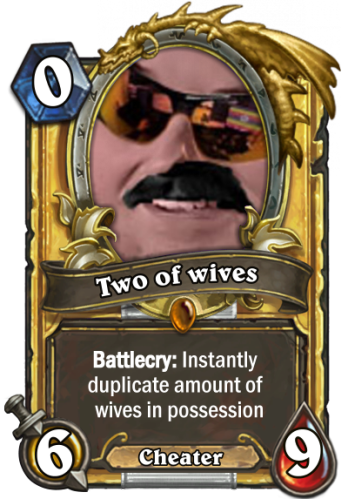 0
Two of wives
Battlecry: Instantly
duplicate amount of
wives in possession
6
Cheater
9